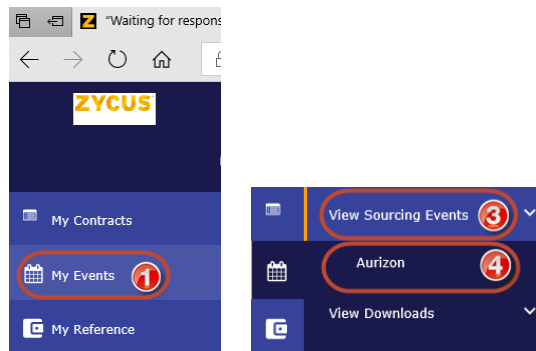 "Waiting for respons
ZYCUS
My Contracts
My Events 1
My Reference
View Sourcing Events 3
Aurizon 4
View Downloads